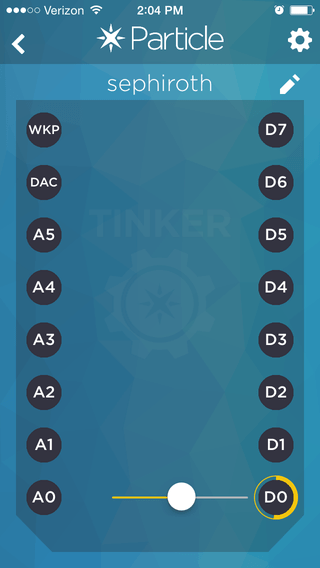 Verizon 2:04 PM
Particle
sephiroth
WKP D7
DAC D6
TINKER
A5 D5
A4 D4
A3 D3
A2 D2
A1 D1
A0 D0